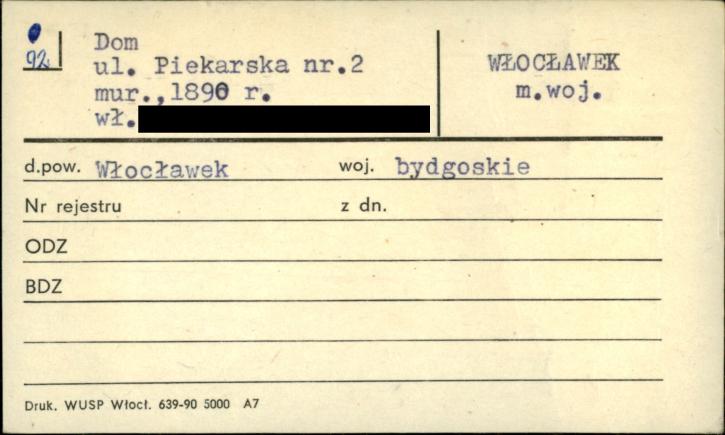 92
Dom
ul. Piekarska nr.2
mur.,1890 r.
wł.
WŁOCŁAWEK
m.woj.
d.pow. Włocławek woj. bydgoskie
Nr rejestru z dn.
ODZ
BDZ
Druk. WUSP Włocł. 639-90 5000 A7